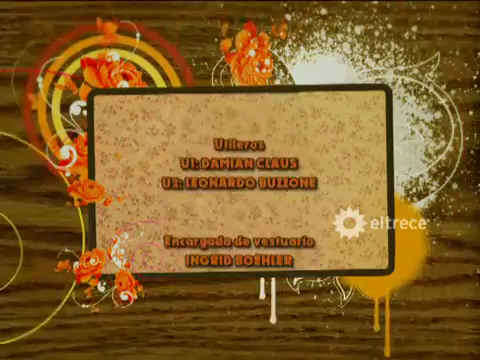 Utileros
U1: DAMIAN CLAUS
U2: LEONARDO BUZZONE
eltrece
Encargada de vestuario
INGRID BOEHLER